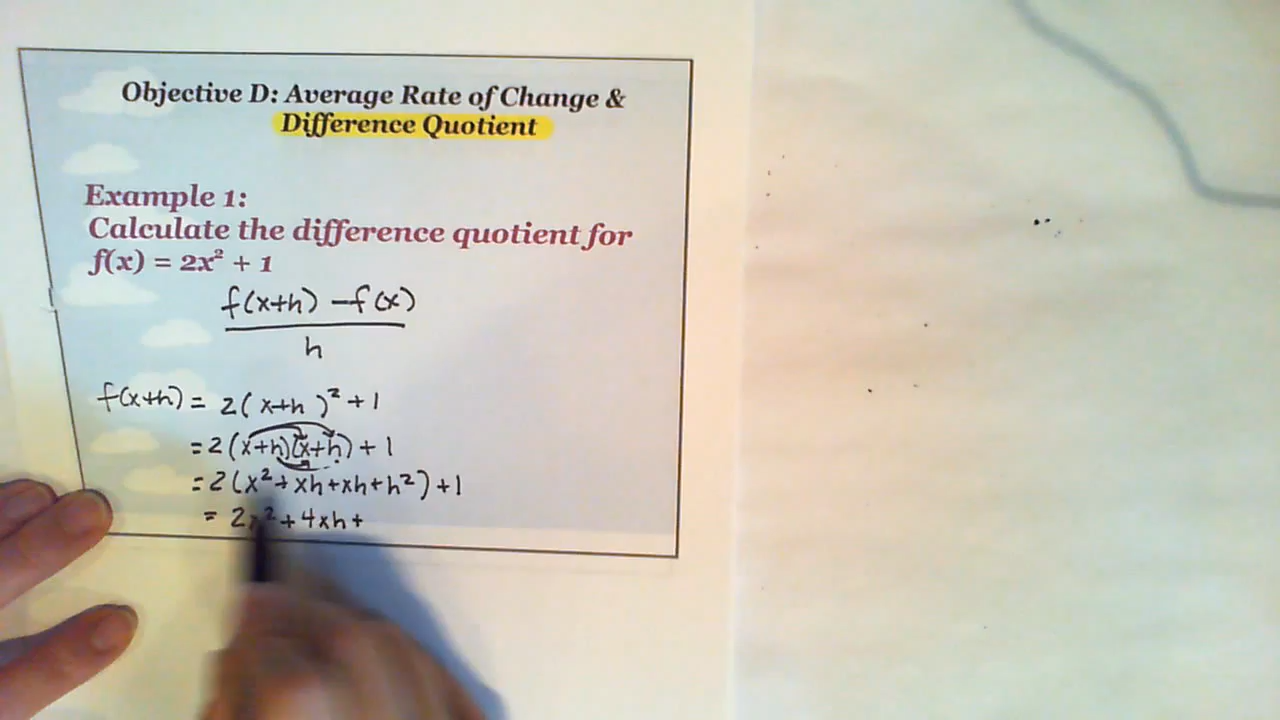 Objective D: Average Rate of Change &
Difference Quotient
Example 1:
Calculate the difference quotient for
f(x) = 2x² + 1
f(x+h) - f(x)
h
f(x+h) = 2(x+h)² + 1
= 2(x+h)(x+h) + 1
= 2(x² + xh + xh + h²) + 1
= 2x² + 4xh +